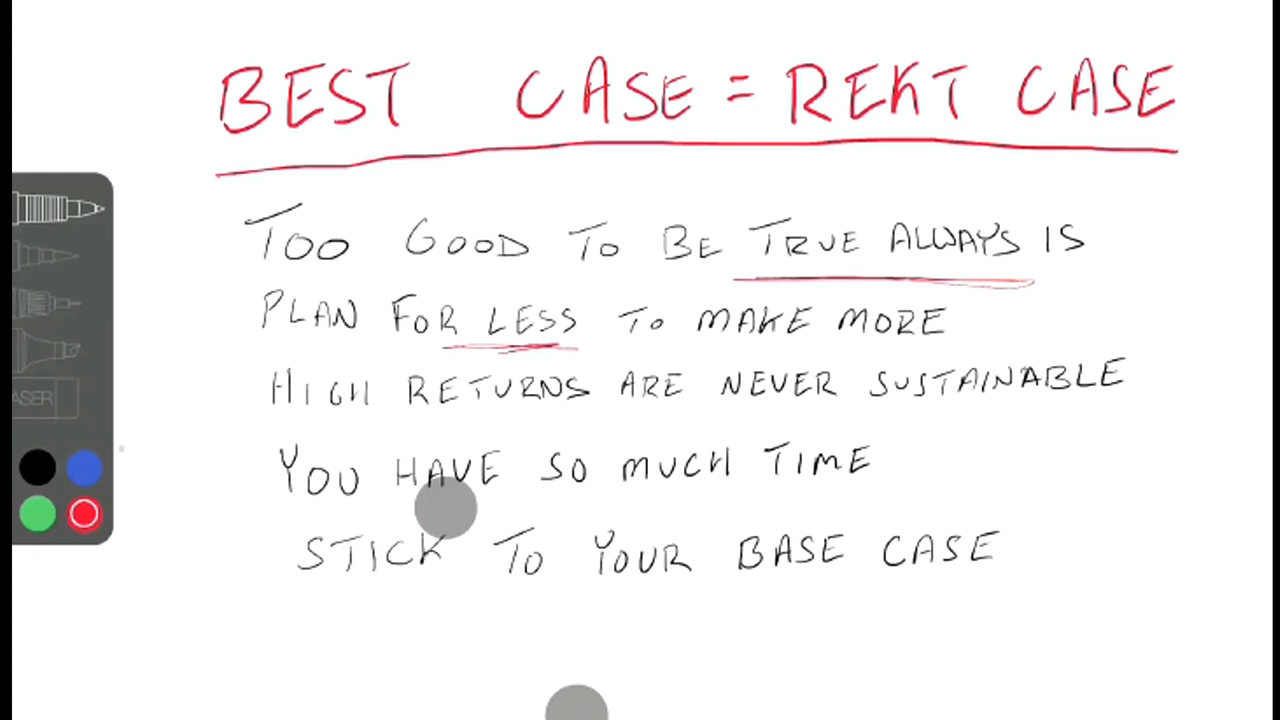 BEST CASE = REKT CASE
TOO GOOD TO BE TRUE ALWAYS IS
PLAN FOR LESS TO MAKE MORE
HIGH RETURNS ARE NEVER SUSTAINABLE
YOU HAVE SO MUCH TIME
STICK TO YOUR BASE CASE
ASER